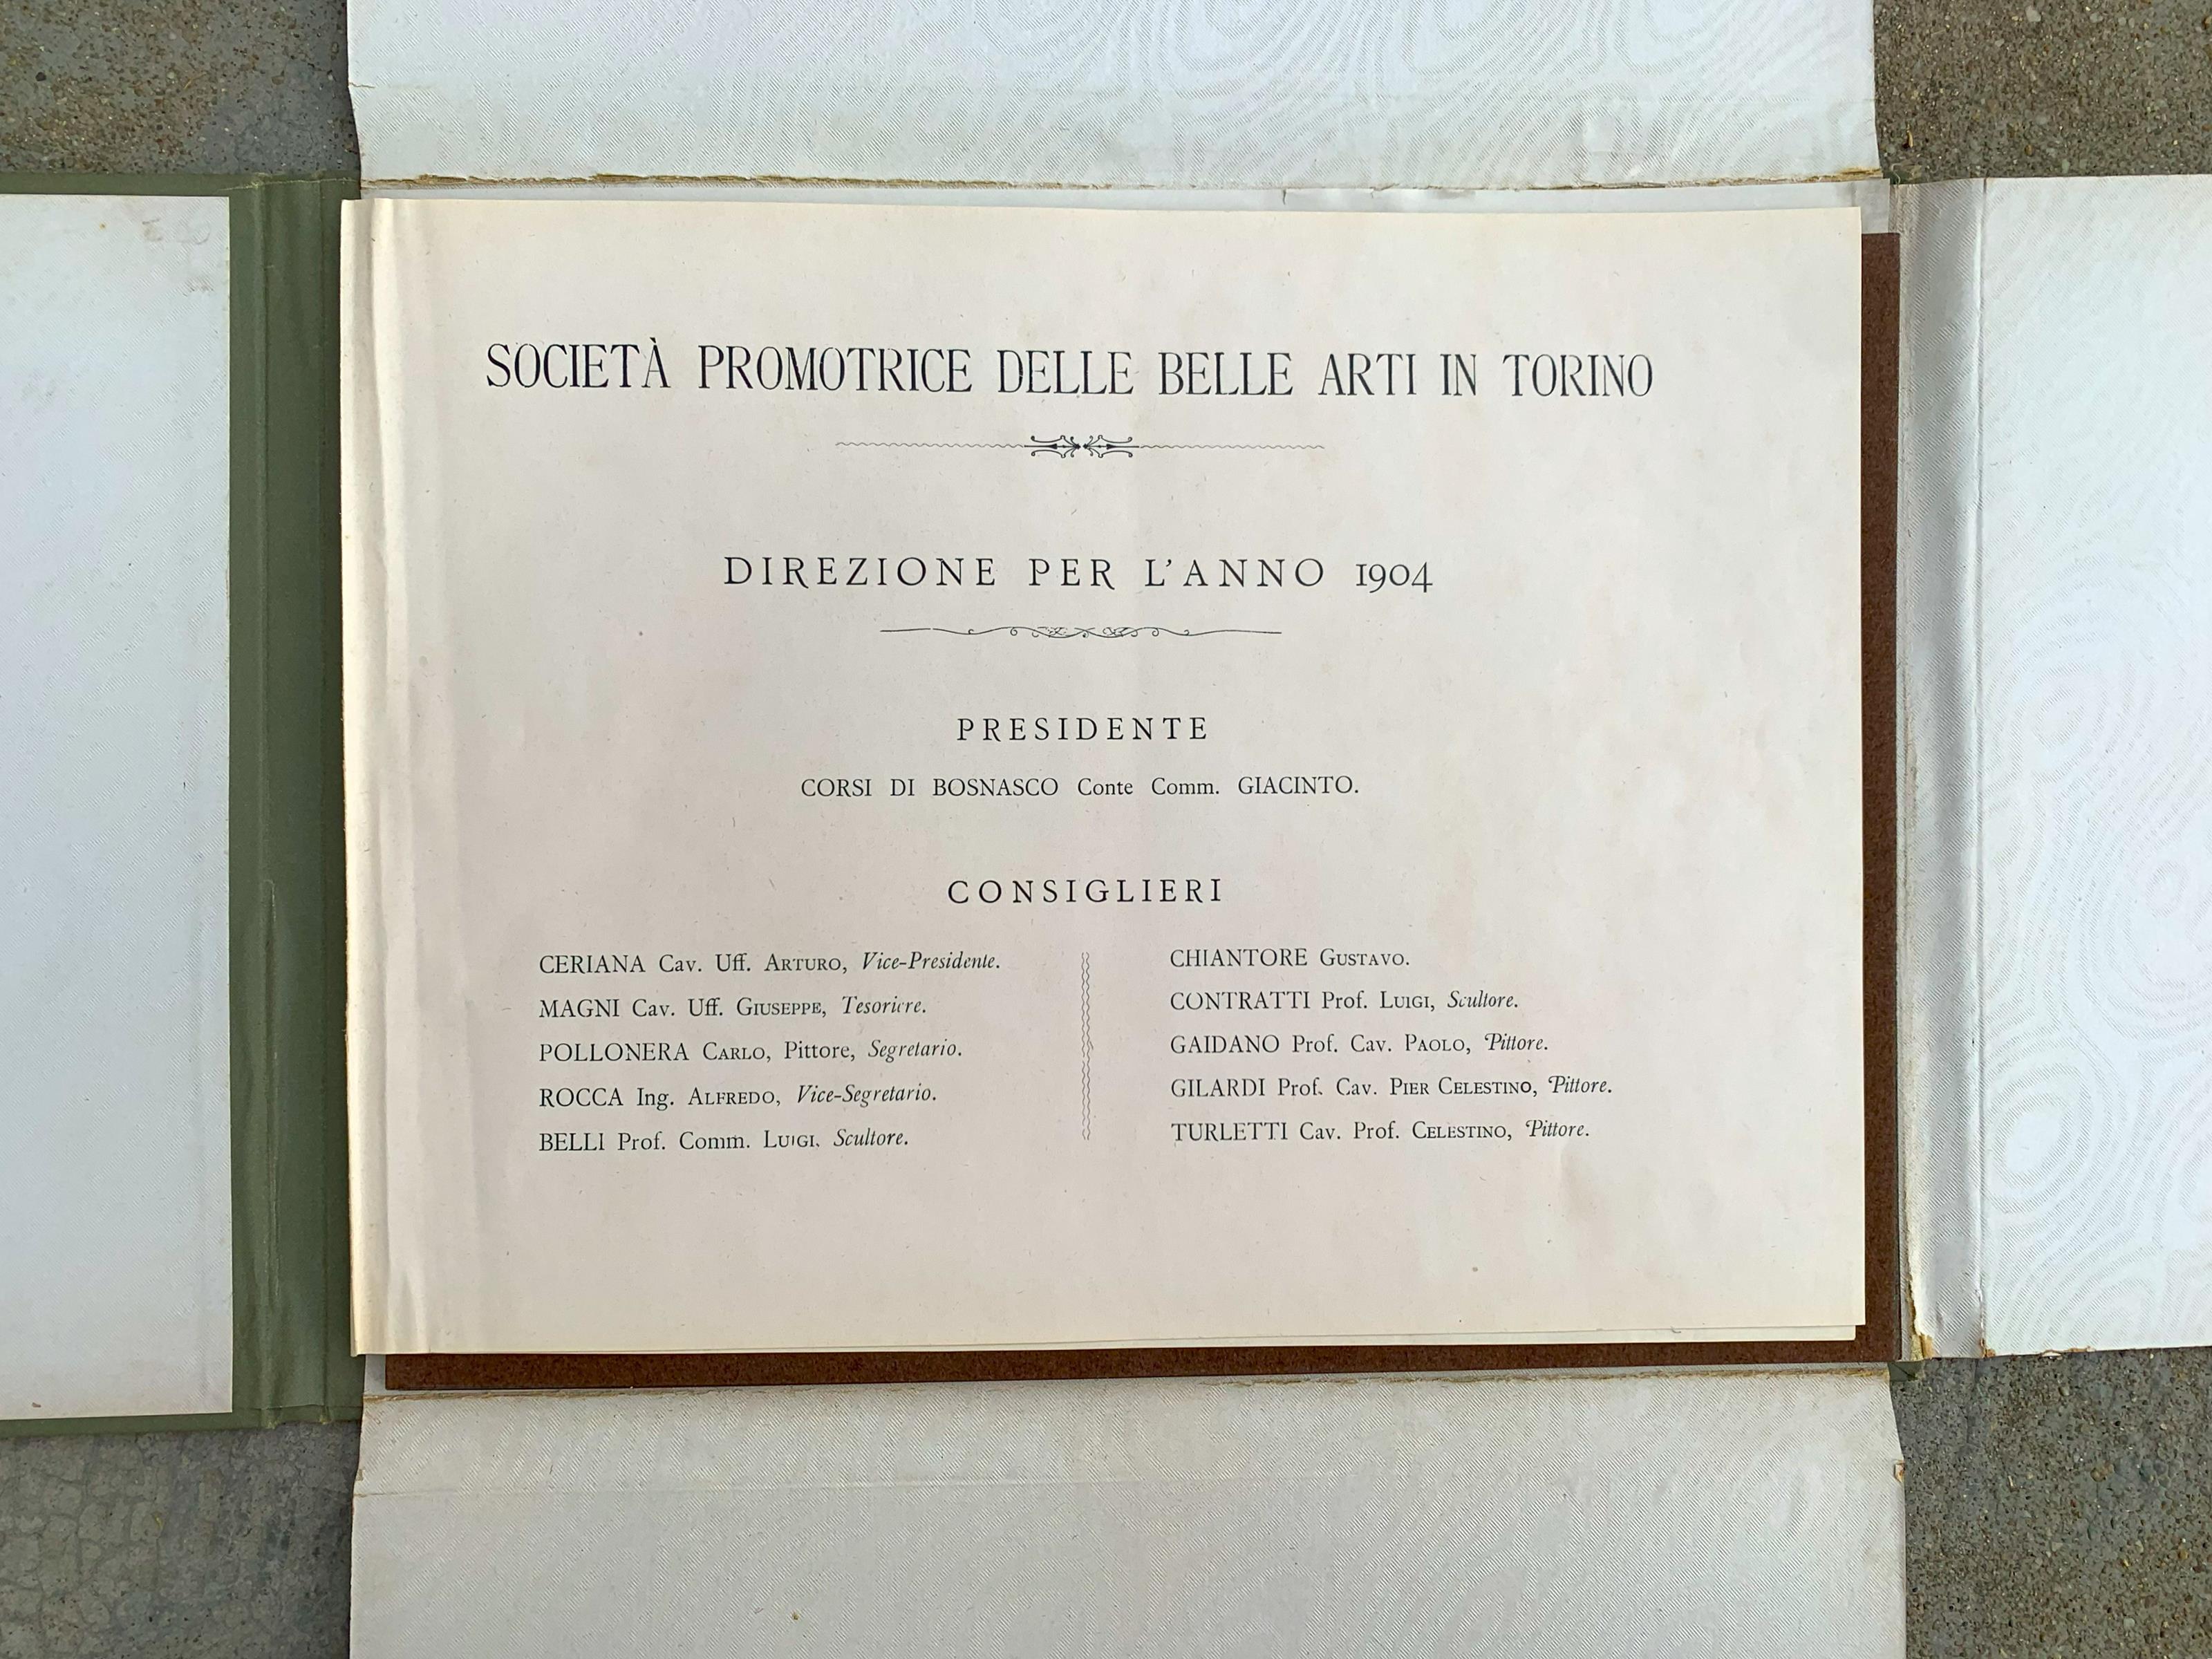 SOCIETÀ PROMOTRICE DELLE BELLE ARTI IN TORINO
DIREZIONE PER L'ANNO 1904
PRESIDENTE
CORSI DI BOSNASCO Conte Comm. GIACINTO.
CONSIGLIERI
CERIANA Cav. Uff. ARTURO, Vice-Presidente.
MAGNI Cav. Uff. GIUSEPPE, Tesoriere.
POLLONERA CARLO, Pittore, Segretario.
ROCCA Ing. ALFREDO, Vice-Segretario.
BELLI Prof. Comm. LUIGI, Scultore.
CHIANTORE GUSTAVO.
CONTRATTI Prof. LUIGI, Scultore.
GAIDANO Prof. Cav. PAOLO, Pittore.
GILARDI Prof. Cav. PIER CELESTINO, Pittore.
TURLETTI Cav. Prof. CELESTINO, Pittore.